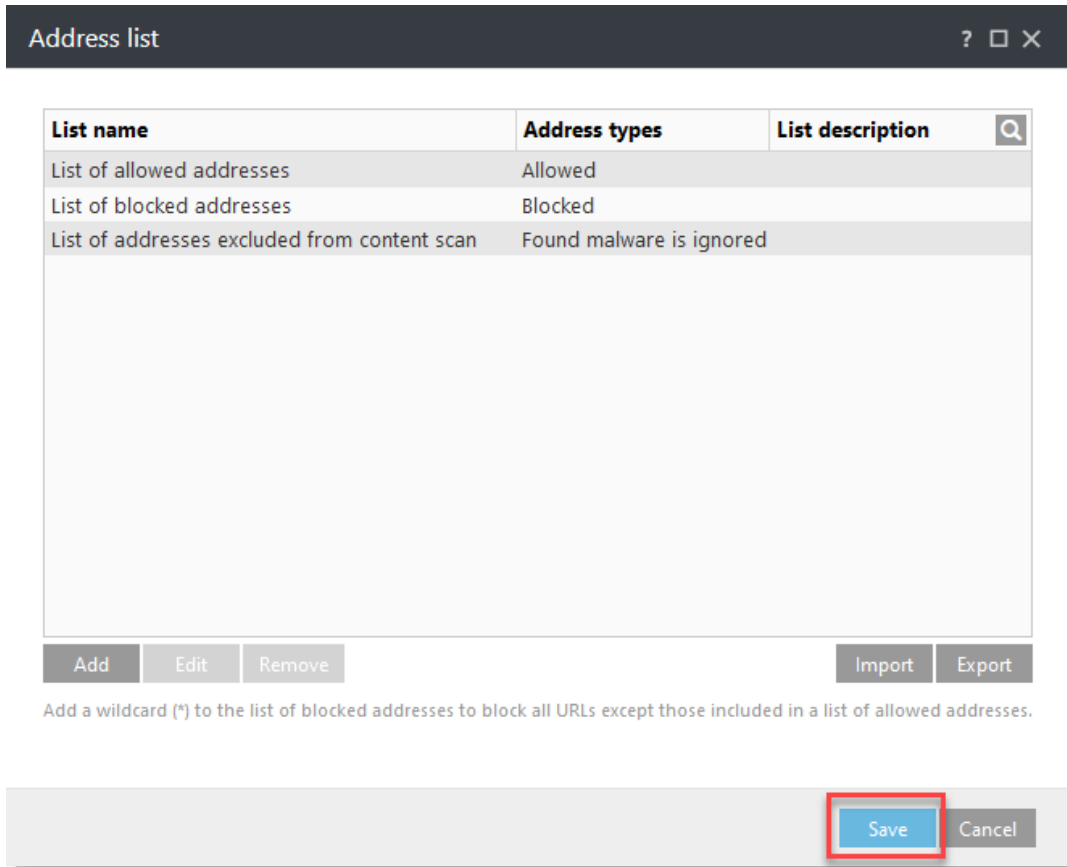 Address list ?
List name Address types List description
List of allowed addresses Allowed
List of blocked addresses Blocked
List of addresses excluded from content scan Found malware is ignored
Add Edit Remove Import Export
Add a wildcard (*) to the list of blocked addresses to block all URLs except those included in a list of allowed addresses.
Save Cancel